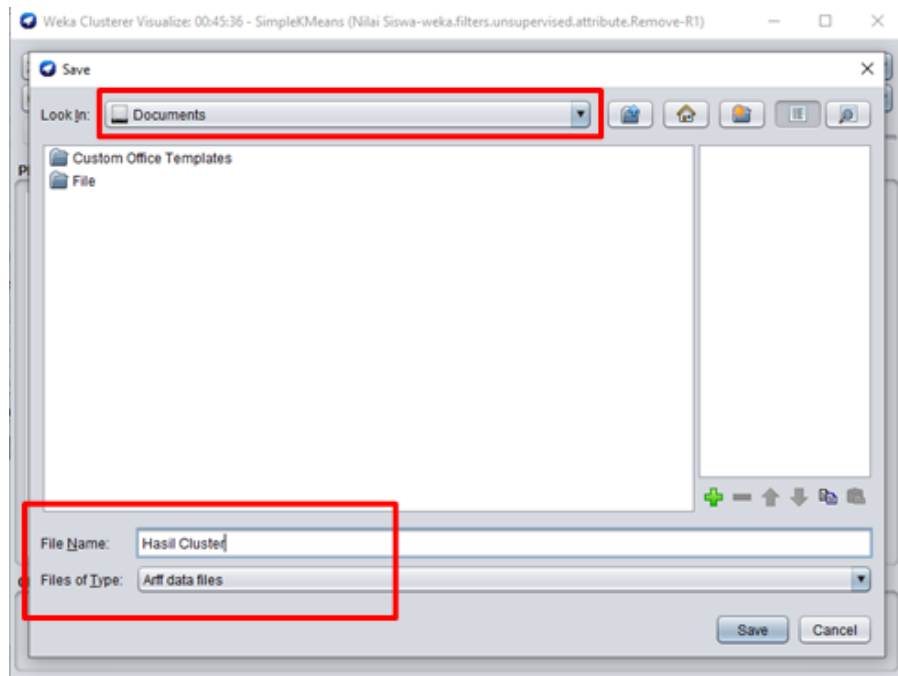 Weka Clusterer Visualize: 00:45:36 - SimpleKMeans (Nilai Siswa-weka.filters.unsupervised.attribute.Remove-R1)
Save
Look In: Documents
Custom Office Templates
File
File Name: Hasil Cluster
Files of Type: Arff data files
Save Cancel